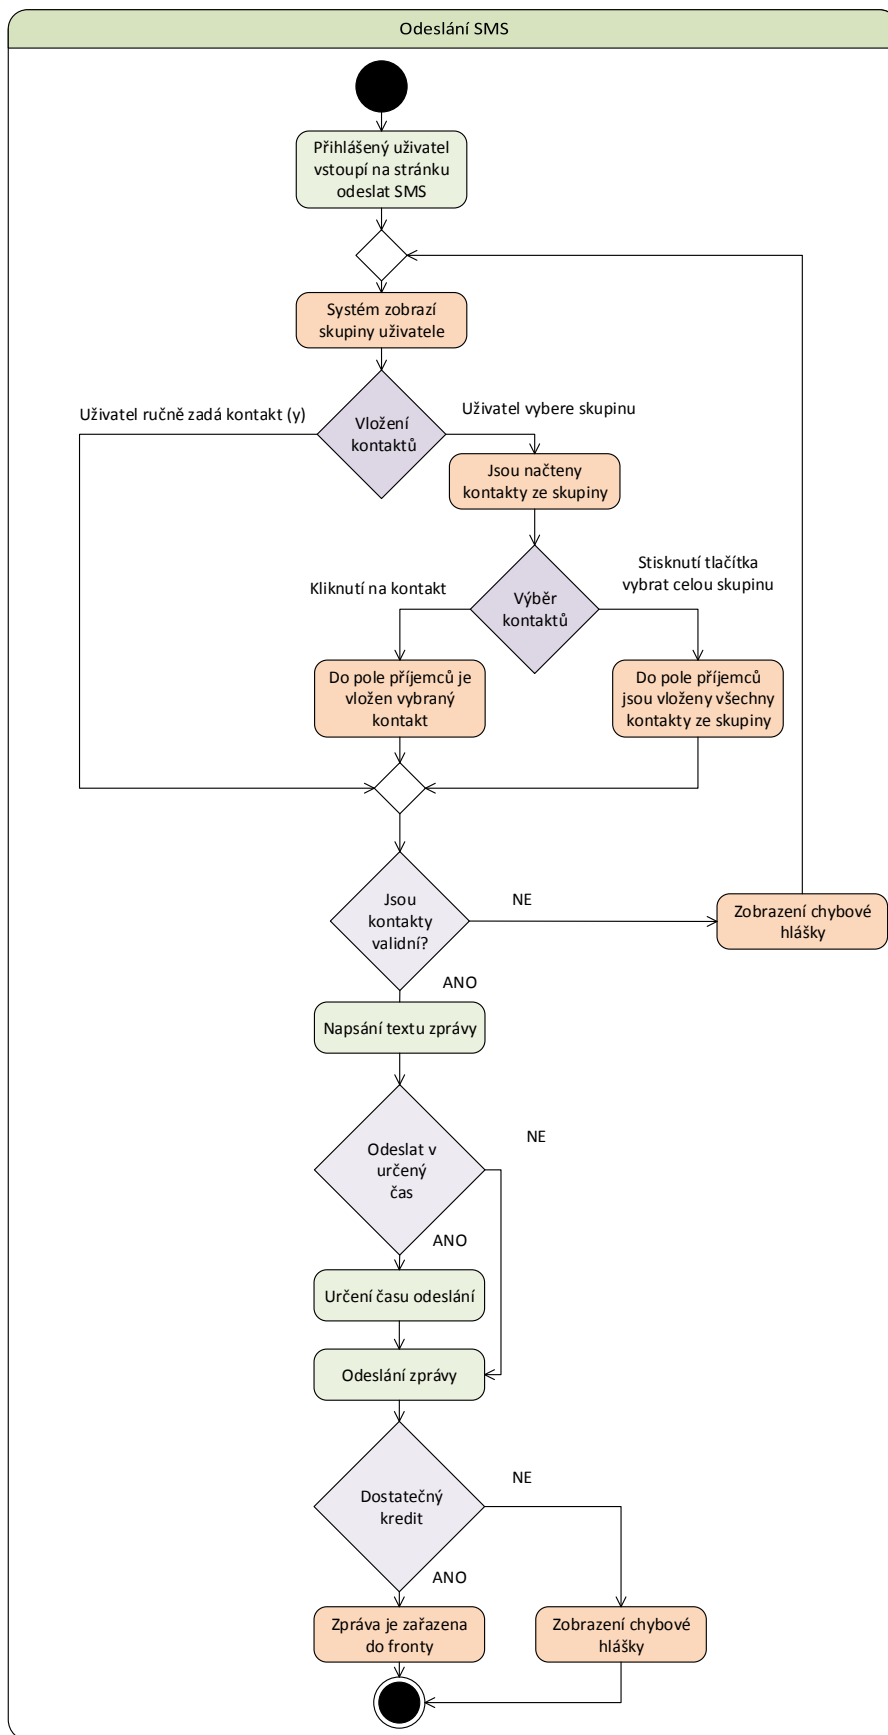 Odeslání SMS
Přihlášený uživatel
vstoupí na stránku
odeslat SMS
Systém zobrazí
skupiny uživatele
Uživatel ručně zadá kontakt (y)
Vložení
kontaktů
Uživatel vybere skupinu
Jsou načteny
kontakty ze skupiny
Kliknutí na kontakt
Výběr
kontaktů
Stisknutí tlačítka
vybrat celou skupinu
Do pole příjemců je
vložen vybraný
kontakt
Do pole příjemců
jsou vloženy všechny
kontakty ze skupiny
Jsou
kontakty
validní?
NE
Zobrazení chybové
hlášky
ANO
Napsání textu zprávy
Odeslat v
určený
čas
NE
ANO
Určení času odeslání
Odeslání zprávy
Dostatečný
kredit
NE
ANO
Zpráva je zařazena
do fronty
Zobrazení chybové
hlášky